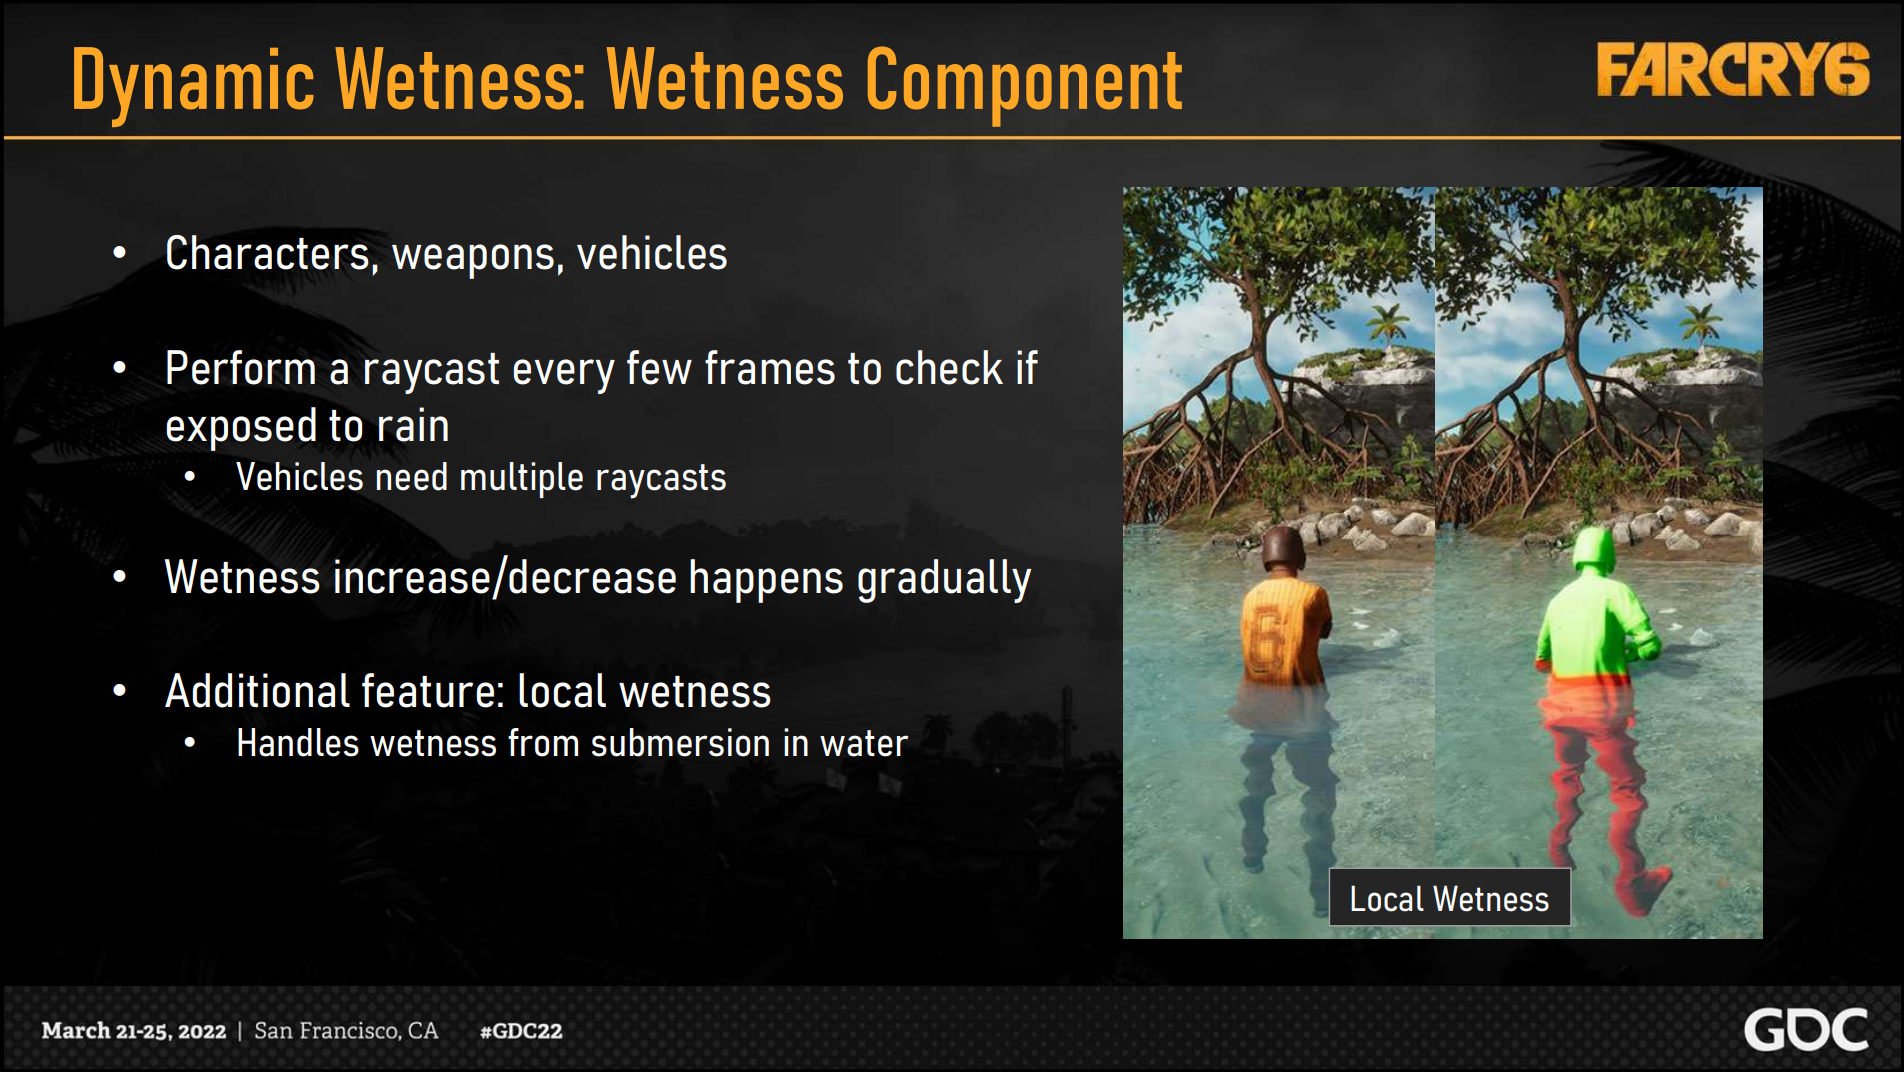 Dynamic Wetness: Wetness Component
FARCRY6
• Characters, weapons, vehicles
• Perform a raycast every few frames to check if
exposed to rain
• Vehicles need multiple raycasts
• Wetness increase/decrease happens gradually
• Additional feature: local wetness
• Handles wetness from submersion in water
6
Local Wetness
March 21-25, 2022 | San Francisco, CA #GDC22
GDC